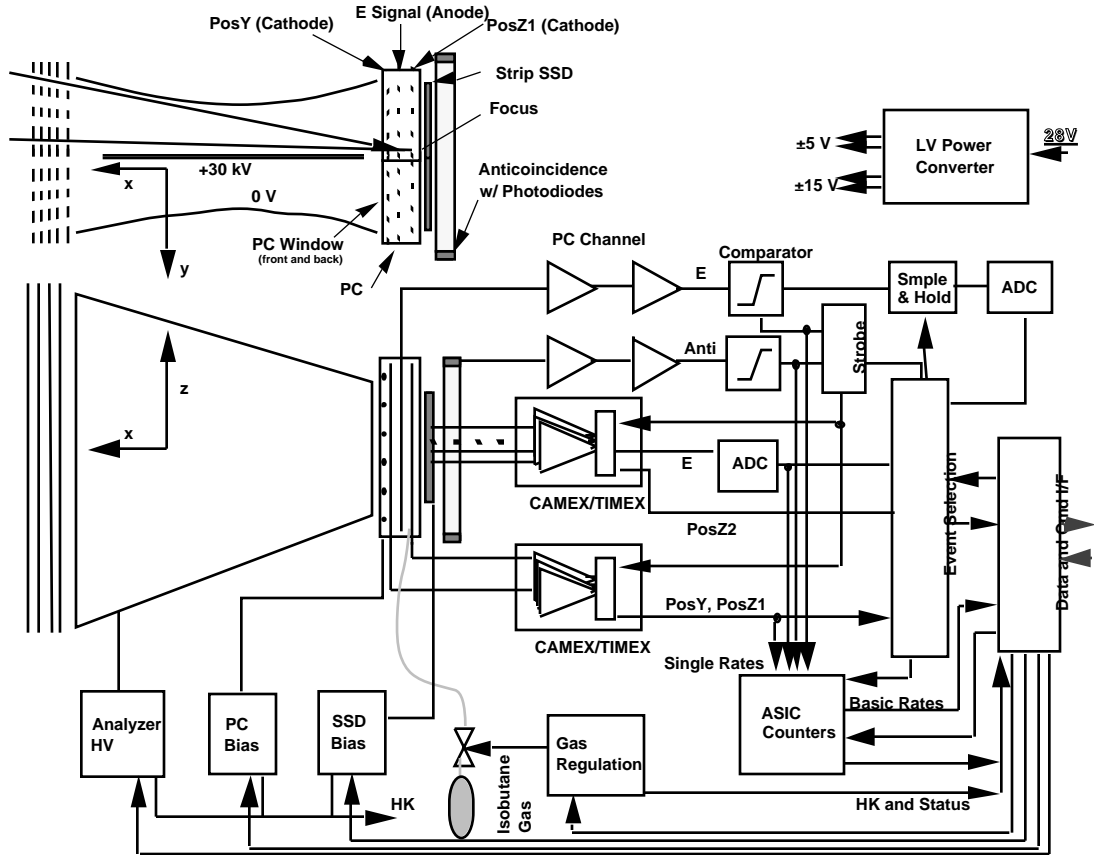 E Signal (Anode)
PosY (Cathode)
PosZ1 (Cathode)
Strip SSD
Focus
+30 kV
x
0 V
Anticoincidence
w/ Photodiodes
PC Window
(front and back)
y
PC
±5 V
±15 V
LV Power
Converter
28V
PC Channel
E
Comparator
Smple
& Hold
ADC
Anti
Strobe
z
x
E
ADC
CAMEX/TIMEX
PosZ2
Event Selection
Data and Cmd I/F
PosY, PosZ1
CAMEX/TIMEX
Single Rates
Basic Rates
ASIC
Counters
Analyzer
HV
PC
Bias
SSD
Bias
Gas
Regulation
Isobutane
Gas
HK
HK and Status